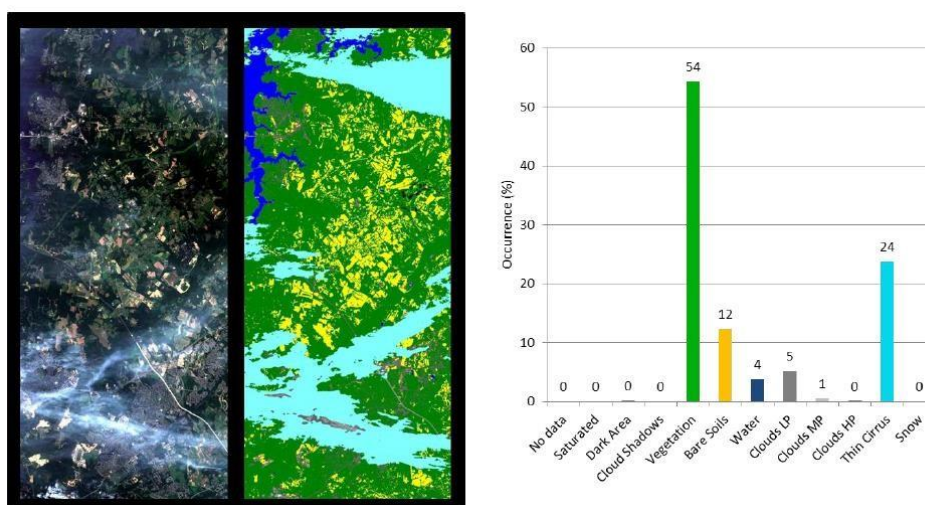 60
50
40
30
20
10
0
Occurrence (%)
0
0
0
0
54
12
4
5
1
0
24
0
No data
Saturated
Dark Area
Cloud Shadows
Vegetation
Bare Soils
Water
Clouds LP
Clouds MP
Clouds HP
Thin Cirrus
Snow